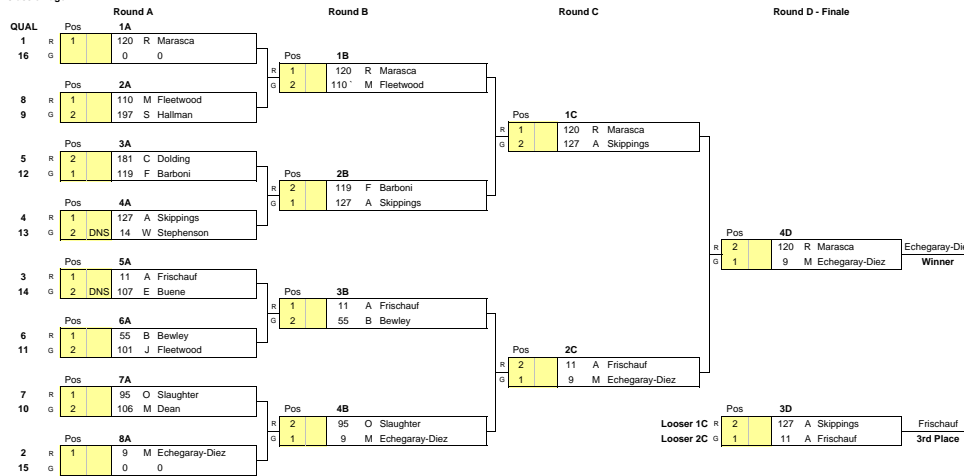 Round A Round B Round C Round D - Finale
QUAL Pos 1A
1 R 1 120 R Marasca
16 G 0 0
Pos 1B
R 1 120 R Marasca
G 2 110` M Fleetwood
Pos 2A
8 R 1 110 M Fleetwood
9 G 2 197 S Hallman
Pos 1C
R 1 120 R Marasca
G 2 127 A Skippings
Pos 3A
5 R 2 181 C Dolding
12 G 1 119 F Barboni
Pos 2B
R 2 119 F Barboni
G 1 127 A Skippings
Pos 4A
4 R 1 127 A Skippings
13 G 2 DNS 14 W Stephenson
Pos 4D
R 2 120 R Marasca Echegaray-Die
G 1 9 M Echegaray-Diez Winner
Pos 5A
3 R 1 11 A Frischauf
14 G 2 DNS 107 E Buene
Pos 3B
R 1 11 A Frischauf
G 2 55 B Bewley
Pos 6A
6 R 1 55 B Bewley
11 G 2 101 J Fleetwood
Pos 2C
R 2 11 A Frischauf
G 1 9 M Echegaray-Diez
Pos 7A
7 R 1 95 O Slaughter
10 G 2 106 M Dean
Pos 4B
R 2 95 O Slaughter
G 1 9 M Echegaray-Diez
Pos 3D
Looser 1C R 2 127 A Skippings Frischauf
Looser 2C G 1 11 A Frischauf 3rd Place
Pos 8A
2 R 1 9 M Echegaray-Diez
15 G 0 0